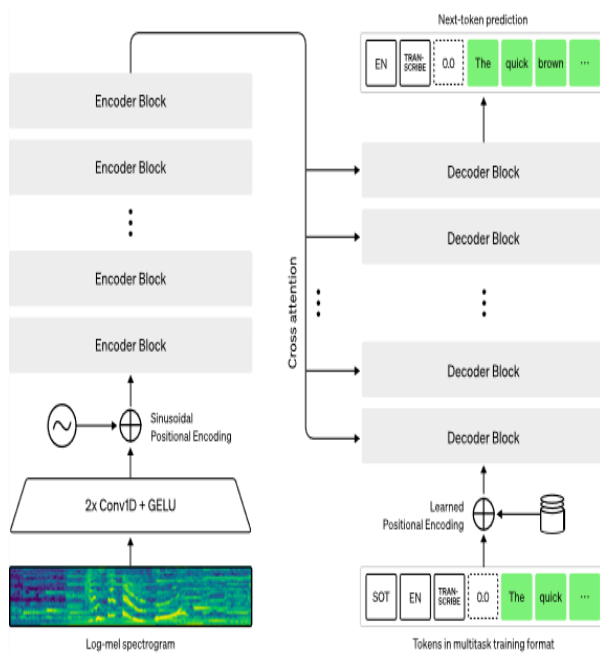 Next-token prediction
EN TRAN-SCRIBE 0.0 The quick brown ...
Encoder Block
Encoder Block
Encoder Block
Encoder Block
Sinusoidal
Positional Encoding
2x Conv1D + GELU
Log-mel spectrogram
Cross attention
Decoder Block
Decoder Block
Decoder Block
Decoder Block
Learned
Positional Encoding
SOT EN TRAN-SCRIBE 0.0 The quick ...
Tokens in multitask training format